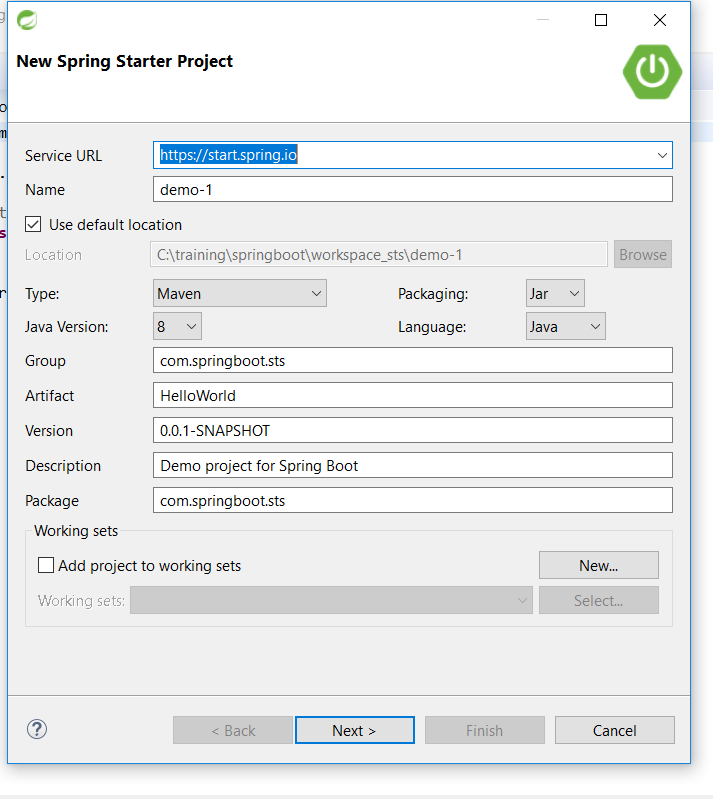 New Spring Starter Project
Service URL https://start.spring.io
Name demo-1
Use default location
Location C:\training\springboot\workspace_sts\demo-1 Browse
Type: Maven Packaging: Jar
Java Version: 8 Language: Java
Group com.springboot.sts
Artifact HelloWorld
Version 0.0.1-SNAPSHOT
Description Demo project for Spring Boot
Package com.springboot.sts
Working sets
Add project to working sets New...
Working sets: Select...
? < Back Next > Finish Cancel